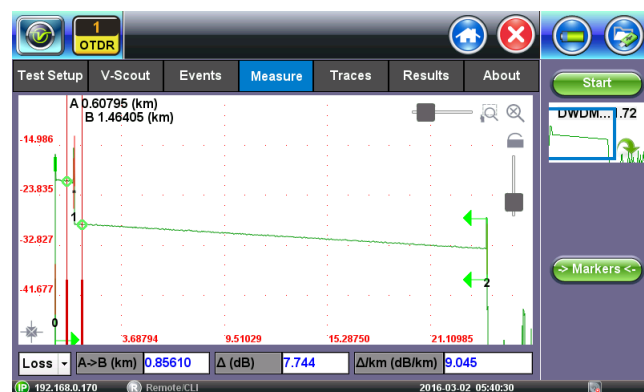 1
OTDR
Test Setup V-Scout Events Measure Traces Results About
Start
A 0.60795 (km)
B 1.46405 (km)
DWDM... 1.72
-14.986
-23.835
1
-32.827
-> Markers <-
-41.677
2
0
3.68794 9.51029 15.28750 21.10985
Loss A->B (km) 0.85610 Δ (dB) 7.744 Δ/km (dB/km) 9.045
IP 192.168.0.170 R Remote/CLI 2016-03-02 05:40:30